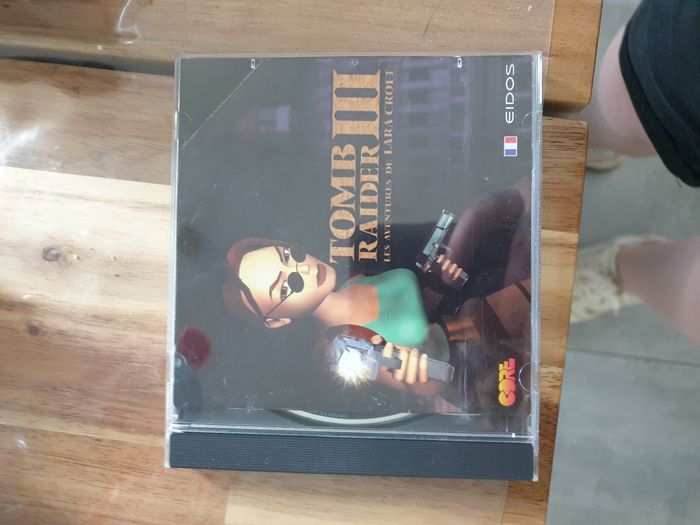 TOMB
RAIDER III
LES AVENTURES DE LARA CROFT
EIDOS
CORE